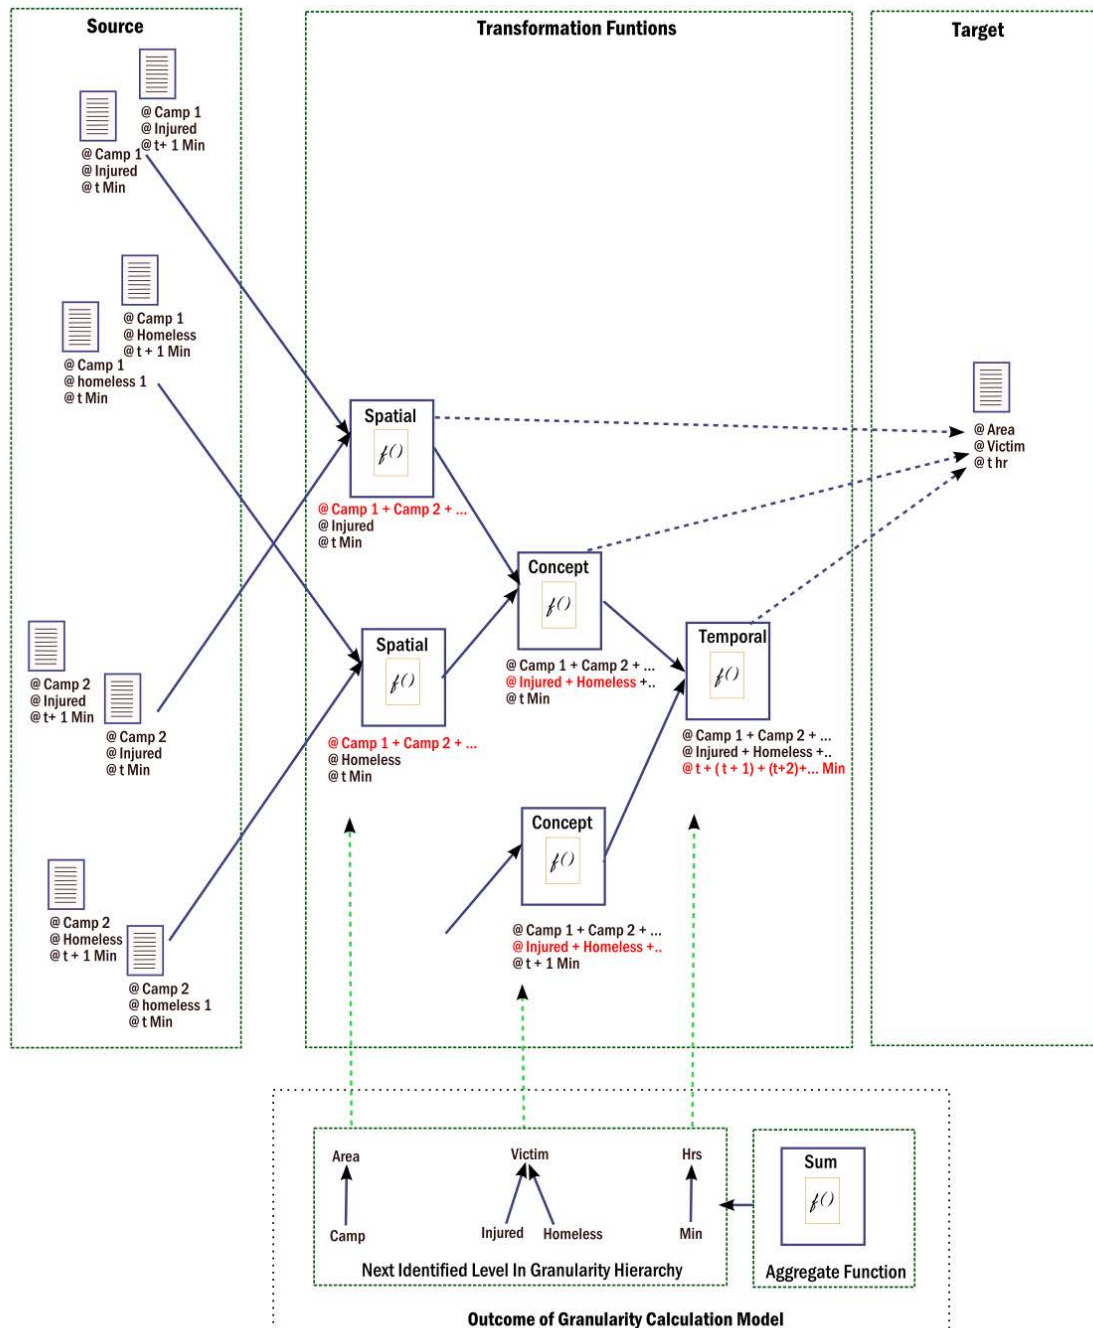 Source
Transformation Funtions
Target
@ Camp 1
@ Injured
@ t+ 1 Min
@ Camp 1
@ Injured
@ t Min
@ Camp 1
@ Homeless
@ t + 1 Min
@ Camp 1
@ homeless 1
@ t Min
Spatial
f()
@ Camp 1 + Camp 2 + ...
@ Injured
@ t Min
@ Area
@ Victim
@ t hr
Concept
f()
@ Camp 1 + Camp 2 + ...
@ Injured + Homeless +..
@ t Min
Spatial
f()
@ Camp 1 + Camp 2 + ...
@ Homeless
@ t Min
Temporal
f()
@ Camp 1 + Camp 2 + ...
@ Injured + Homeless +..
@ t + ( t + 1) + (t+2)+... Min
@ Camp 2
@ Injured
@ t+ 1 Min
@ Camp 2
@ Injured
@ t Min
Concept
f()
@ Camp 1 + Camp 2 + ...
@ Injured + Homeless +..
@ t + 1 Min
@ Camp 2
@ Homeless
@ t + 1 Min
@ Camp 2
@ homeless 1
@ t Min
Area
Victim
Hrs
Camp
Injured
Homeless
Min
Next Identified Level In Granularity Hierarchy
Sum
f()
Aggregate Function
Outcome of Granularity Calculation Model